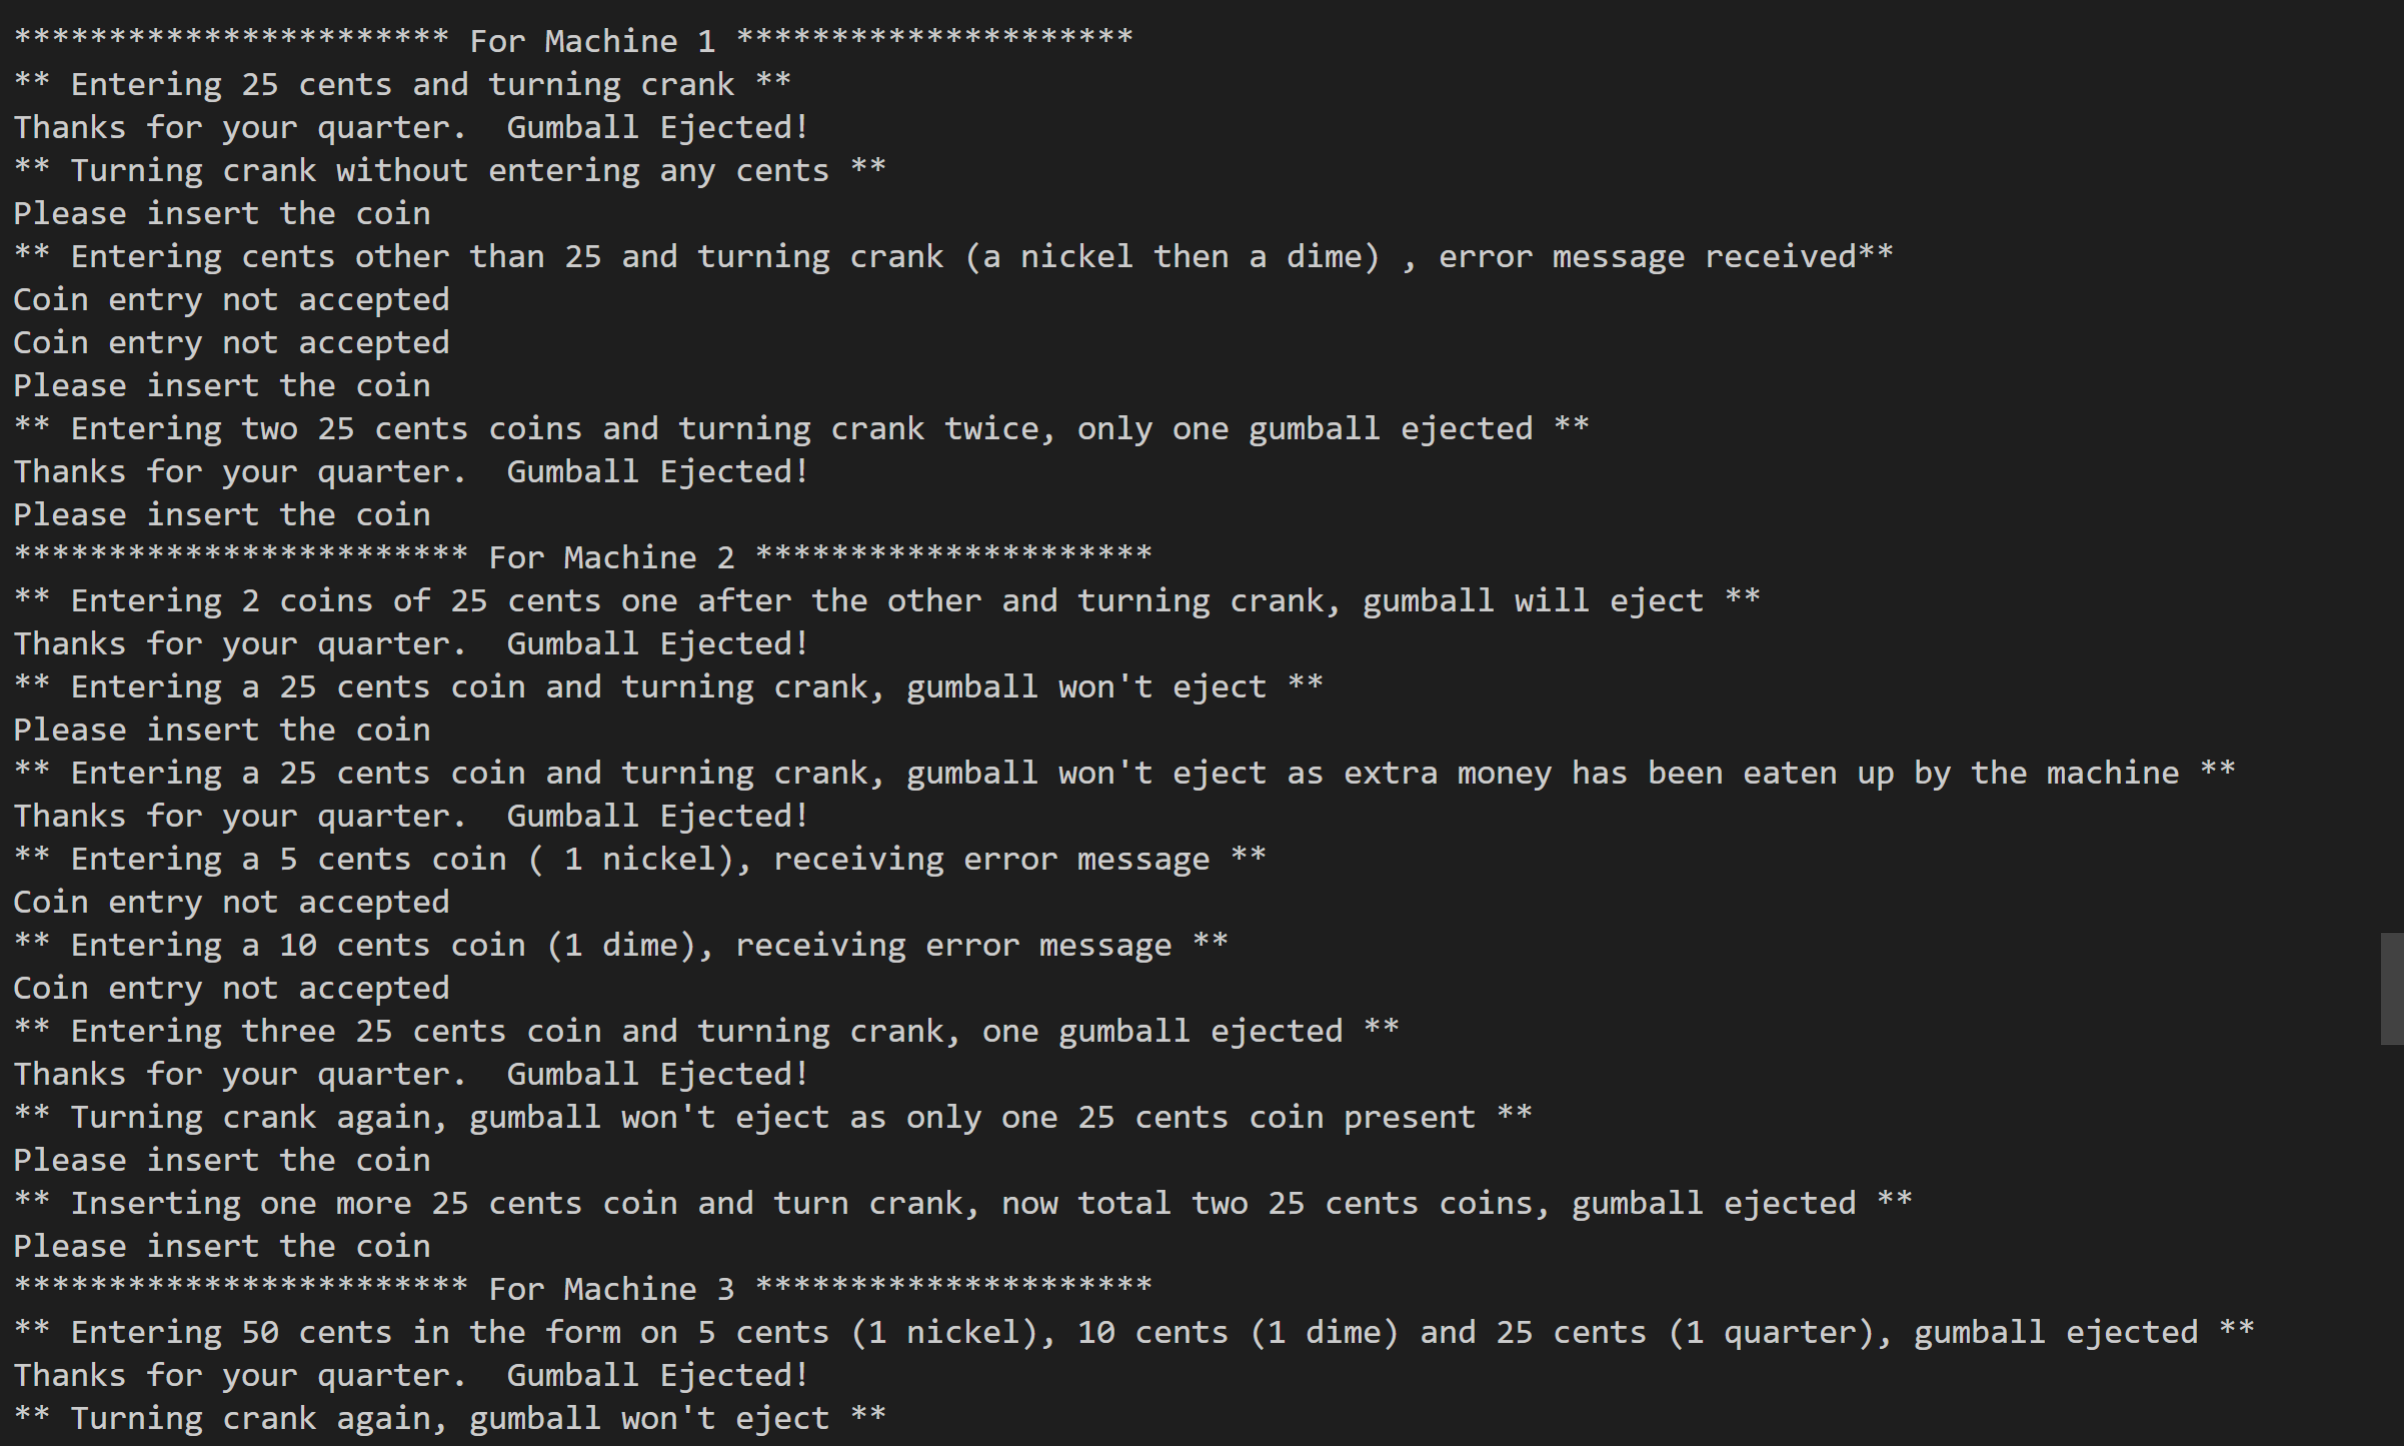 *********************** For Machine 1 *********************
** Entering 25 cents and turning crank **
Thanks for your quarter.  Gumball Ejected!
** Turning crank without entering any cents **
Please insert the coin
** Entering cents other than 25 and turning crank (a nickel then a dime) , error message received**
Coin entry not accepted
Coin entry not accepted
Please insert the coin
** Entering two 25 cents coins and turning crank twice, only one gumball ejected **
Thanks for your quarter.  Gumball Ejected!
Please insert the coin
************************ For Machine 2 *********************
** Entering 2 coins of 25 cents one after the other and turning crank, gumball will eject **
Thanks for your quarter.  Gumball Ejected!
** Entering a 25 cents coin and turning crank, gumball won't eject **
Please insert the coin
** Entering a 25 cents coin and turning crank, gumball won't eject as extra money has been eaten up by the machine **
Thanks for your quarter.  Gumball Ejected!
** Entering a 5 cents coin ( 1 nickel), receiving error message **
Coin entry not accepted
** Entering a 10 cents coin (1 dime), receiving error message **
Coin entry not accepted
** Entering three 25 cents coin and turning crank, one gumball ejected **
Thanks for your quarter.  Gumball Ejected!
** Turning crank again, gumball won't eject as only one 25 cents coin present **
Please insert the coin
** Inserting one more 25 cents coin and turn crank, now total two 25 cents coins, gumball ejected **
Please insert the coin
************************ For Machine 3 *********************
** Entering 50 cents in the form on 5 cents (1 nickel), 10 cents (1 dime) and 25 cents (1 quarter), gumball ejected **
Thanks for your quarter.  Gumball Ejected!
** Turning crank again, gumball won't eject **